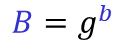 B = g^b